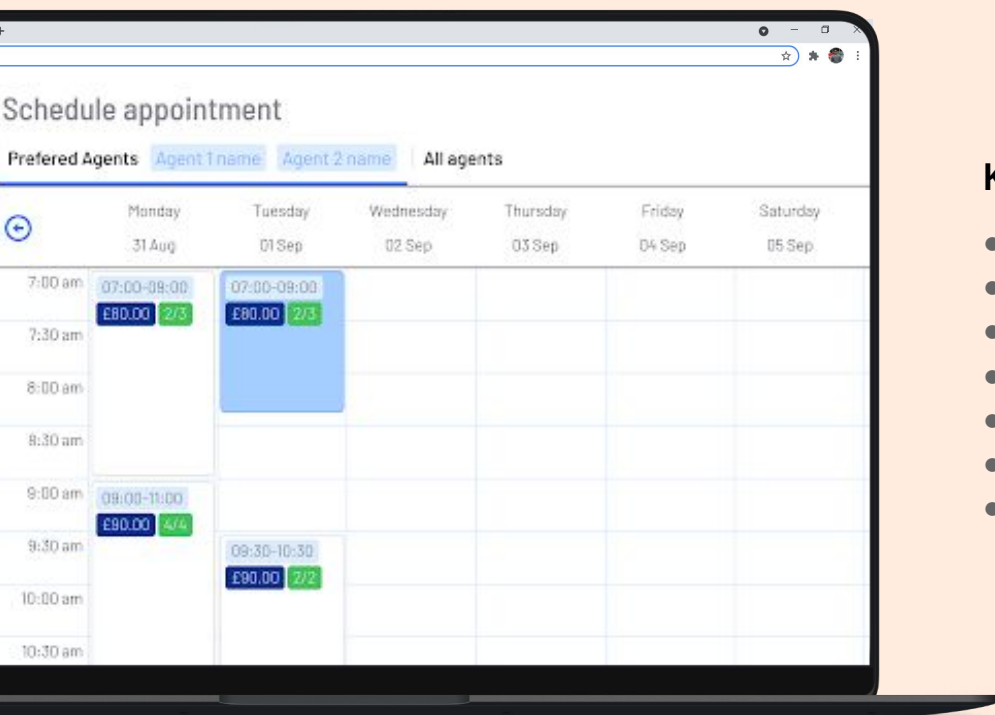 Schedule appointment
Prefered Agents Agent 1 name Agent 2 name All agents
Monday Tuesday Wednesday Thursday Friday Saturday
31 Aug 01 Sep 02 Sep 03 Sep 04 Sep 05 Sep
7:00 am 07:00-09:00 07:00-09:00
£80.00 2/3 £80.00 2/3
7:30 am
8:00 am
8:30 am
9:00 am 09:00-11:00
£90.00 4/4
9:30 am 09:30-10:30
£90.00 2/2
10:00 am
10:30 am
K